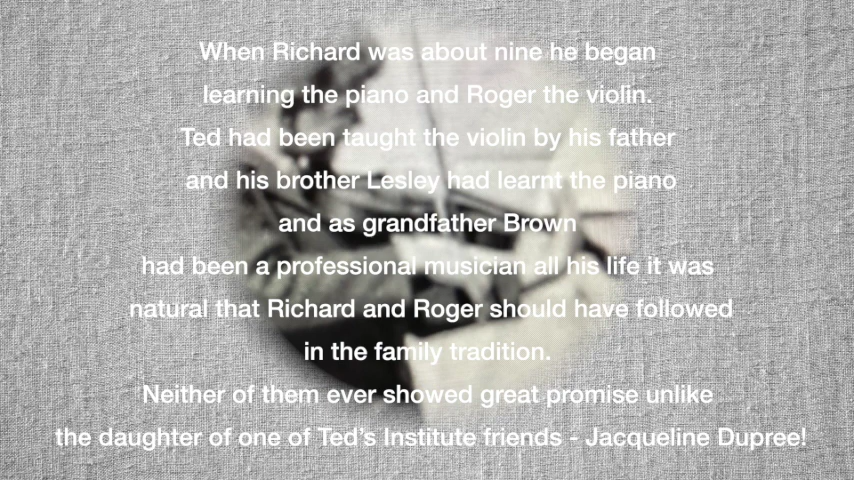 When Richard was about nine he began
learning the piano and Roger the violin.
Ted had been taught the violin by his father
and his brother Lesley had learnt the piano
and as grandfather Brown
had been a professional musician all his life it was
natural that Richard and Roger should have followed
in the family tradition.
Neither of them ever showed great promise unlike
the daughter of one of Ted's Institute friends - Jacqueline Dupree!